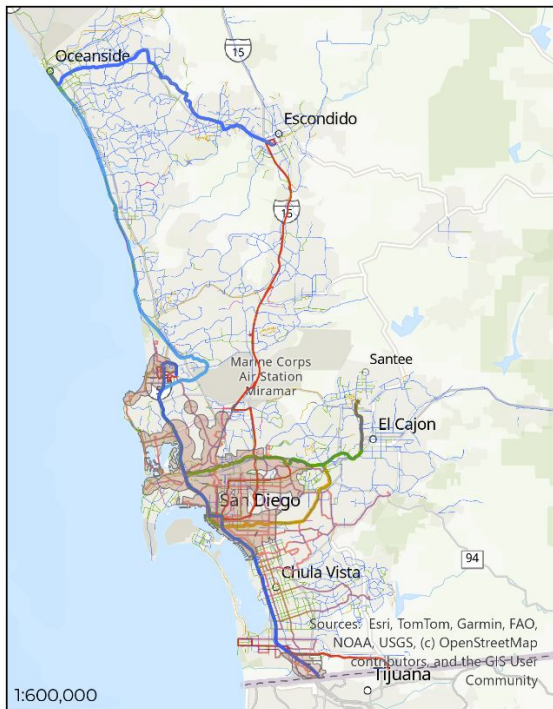 15
Oceanside
Escondido
15
Marine Corps
Air Station
Miramar
Santee
El Cajon
San Diego
94
Chula Vista
Sources: Esri, TomTom, Garmin, FAO,
NOAA, USGS, (c) OpenStreetMap
contributors, and the GIS User
Community
Tijuana
1:600,000